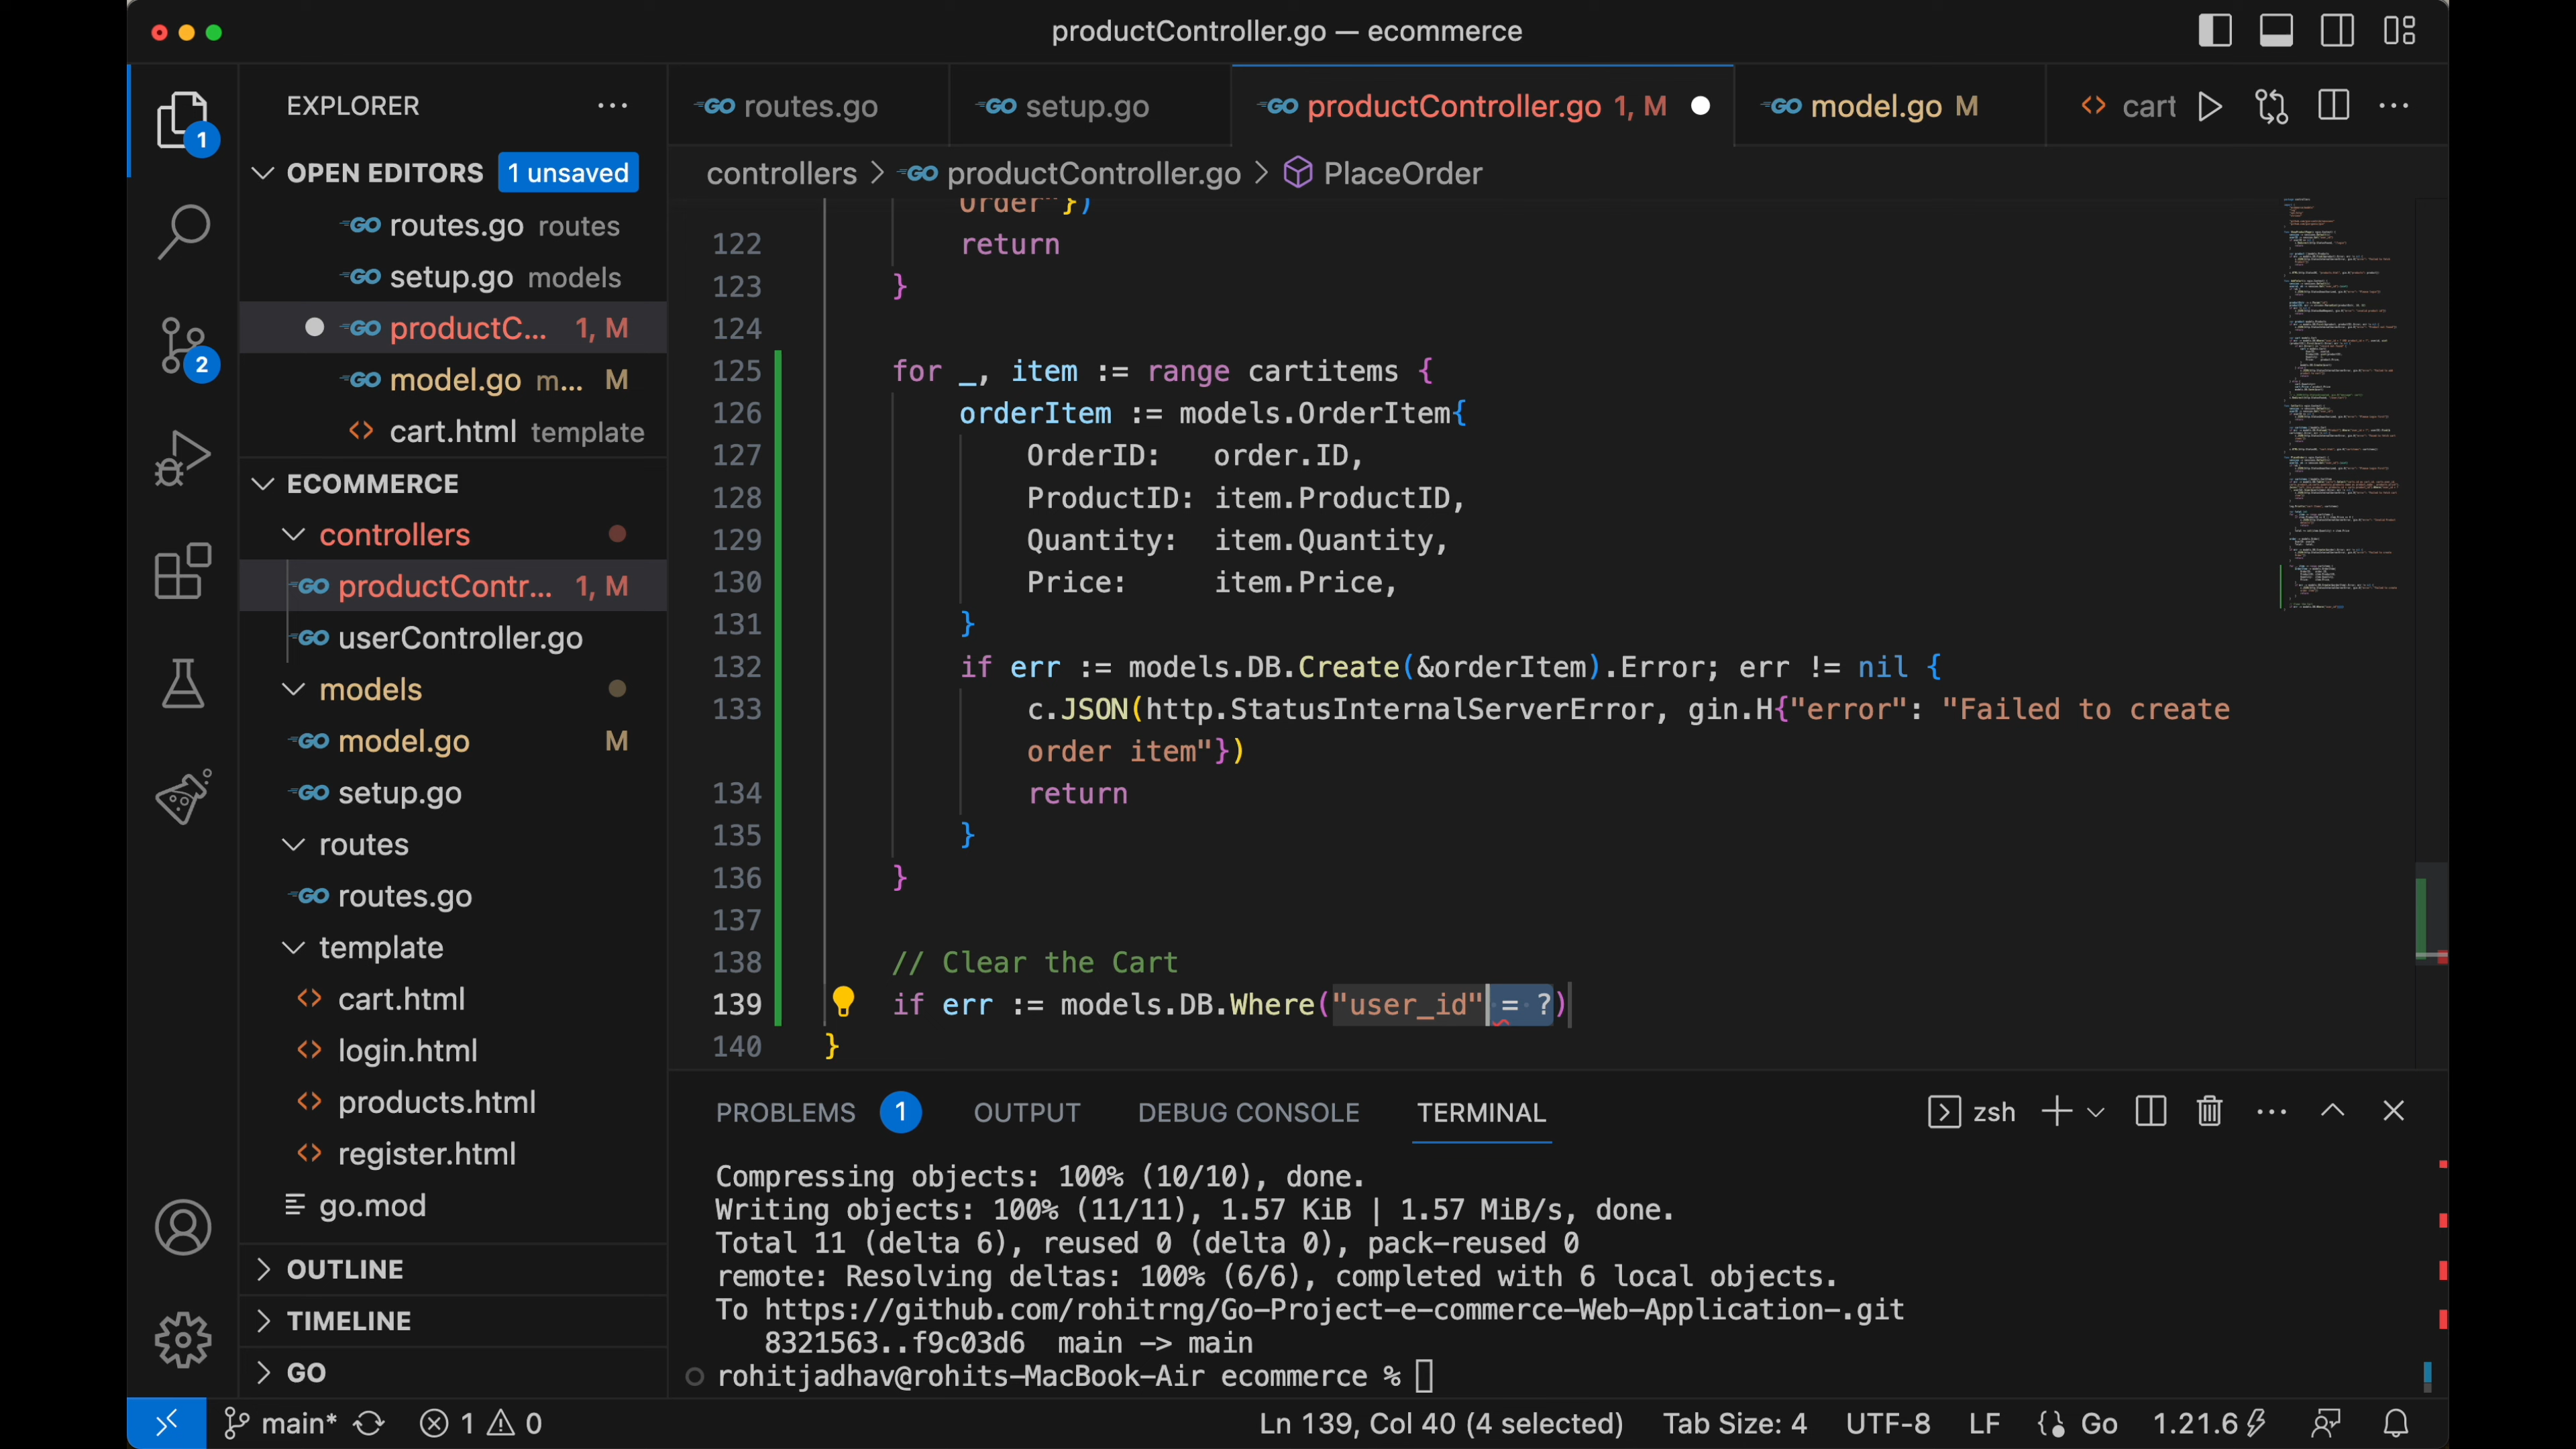 productController.go — ecommerce
EXPLORER
OPEN EDITORS 1 unsaved
routes.go routes
setup.go models
productC... 1, M
model.go m... M
cart.html template
ECOMMERCE
controllers
productContr... 1, M
userController.go
models
model.go M
setup.go
routes
routes.go
template
cart.html
login.html
products.html
register.html
go.mod
OUTLINE
TIMELINE
GO
1
2
GO routes.go
GO setup.go
GO productController.go 1, M
GO model.go M
<> cart
controllers > GO productController.go > PlaceOrder
order"})
122 return
123 }
124
125 for _, item := range cartitems {
126 orderItem := models.OrderItem{
127 OrderID: order.ID,
128 ProductID: item.ProductID,
129 Quantity: item.Quantity,
130 Price: item.Price,
131 }
132 if err := models.DB.Create(&orderItem).Error; err != nil {
133 c.JSON(http.StatusInternalServerError, gin.H{"error": "Failed to create
order item"})
134 return
135 }
136 }
137
138 // Clear the Cart
139 if err := models.DB.Where("user_id" = ?)
140 }
PROBLEMS 1 OUTPUT DEBUG CONSOLE TERMINAL
zsh
Compressing objects: 100% (10/10), done.
Writing objects: 100% (11/11), 1.57 KiB | 1.57 MiB/s, done.
Total 11 (delta 6), reused 0 (delta 0), pack-reused 0
remote: Resolving deltas: 100% (6/6), completed with 6 local objects.
To https://github.com/rohitrng/Go-Project-e-commerce-Web-Application-.git
8321563..f9c03d6 main -> main
rohitjadhav@rohits-MacBook-Air ecommerce %
main* 1 0
Ln 139, Col 40 (4 selected) Tab Size: 4 UTF-8 LF Go 1.21.6